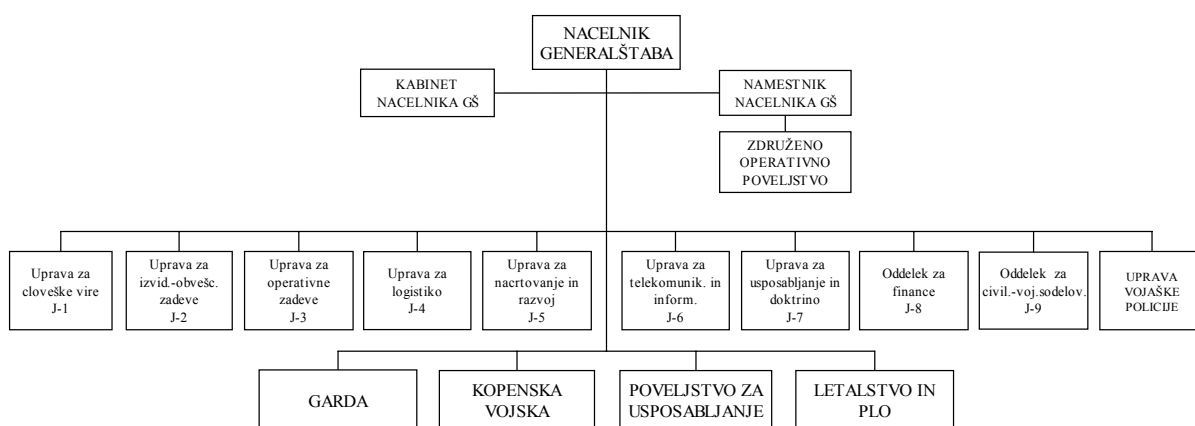 NACELNIK
GENERALŠTABA
KABINET
NACELNIKA GŠ
NAMESTNIK
NACELNIKA GŠ
ZDRUŽENO
OPERATIVNO
POVELJSTVO
Uprava za
cloveške vire
J-1
Uprava za
izvid.-obvešc.
zadeve
J-2
Uprava za
operativne
zadeve
J-3
Uprava za
logistiko
J-4
Uprava za
nacrtovanje in
razvoj
J-5
Uprava za
telekomunik. in
inform.
J-6
Uprava za
usposabljanje in
doktrino
J-7
Oddelek za
finance
J-8
Oddelek za
civil.-voj.sodelov.
J-9
UPRAVA
VOJAŠKE
POLICIJE
GARDA
KOPENSKA
VOJSKA
POVELJSTVO ZA
USPOSABLJANJE
LETALSTVO IN
PLO